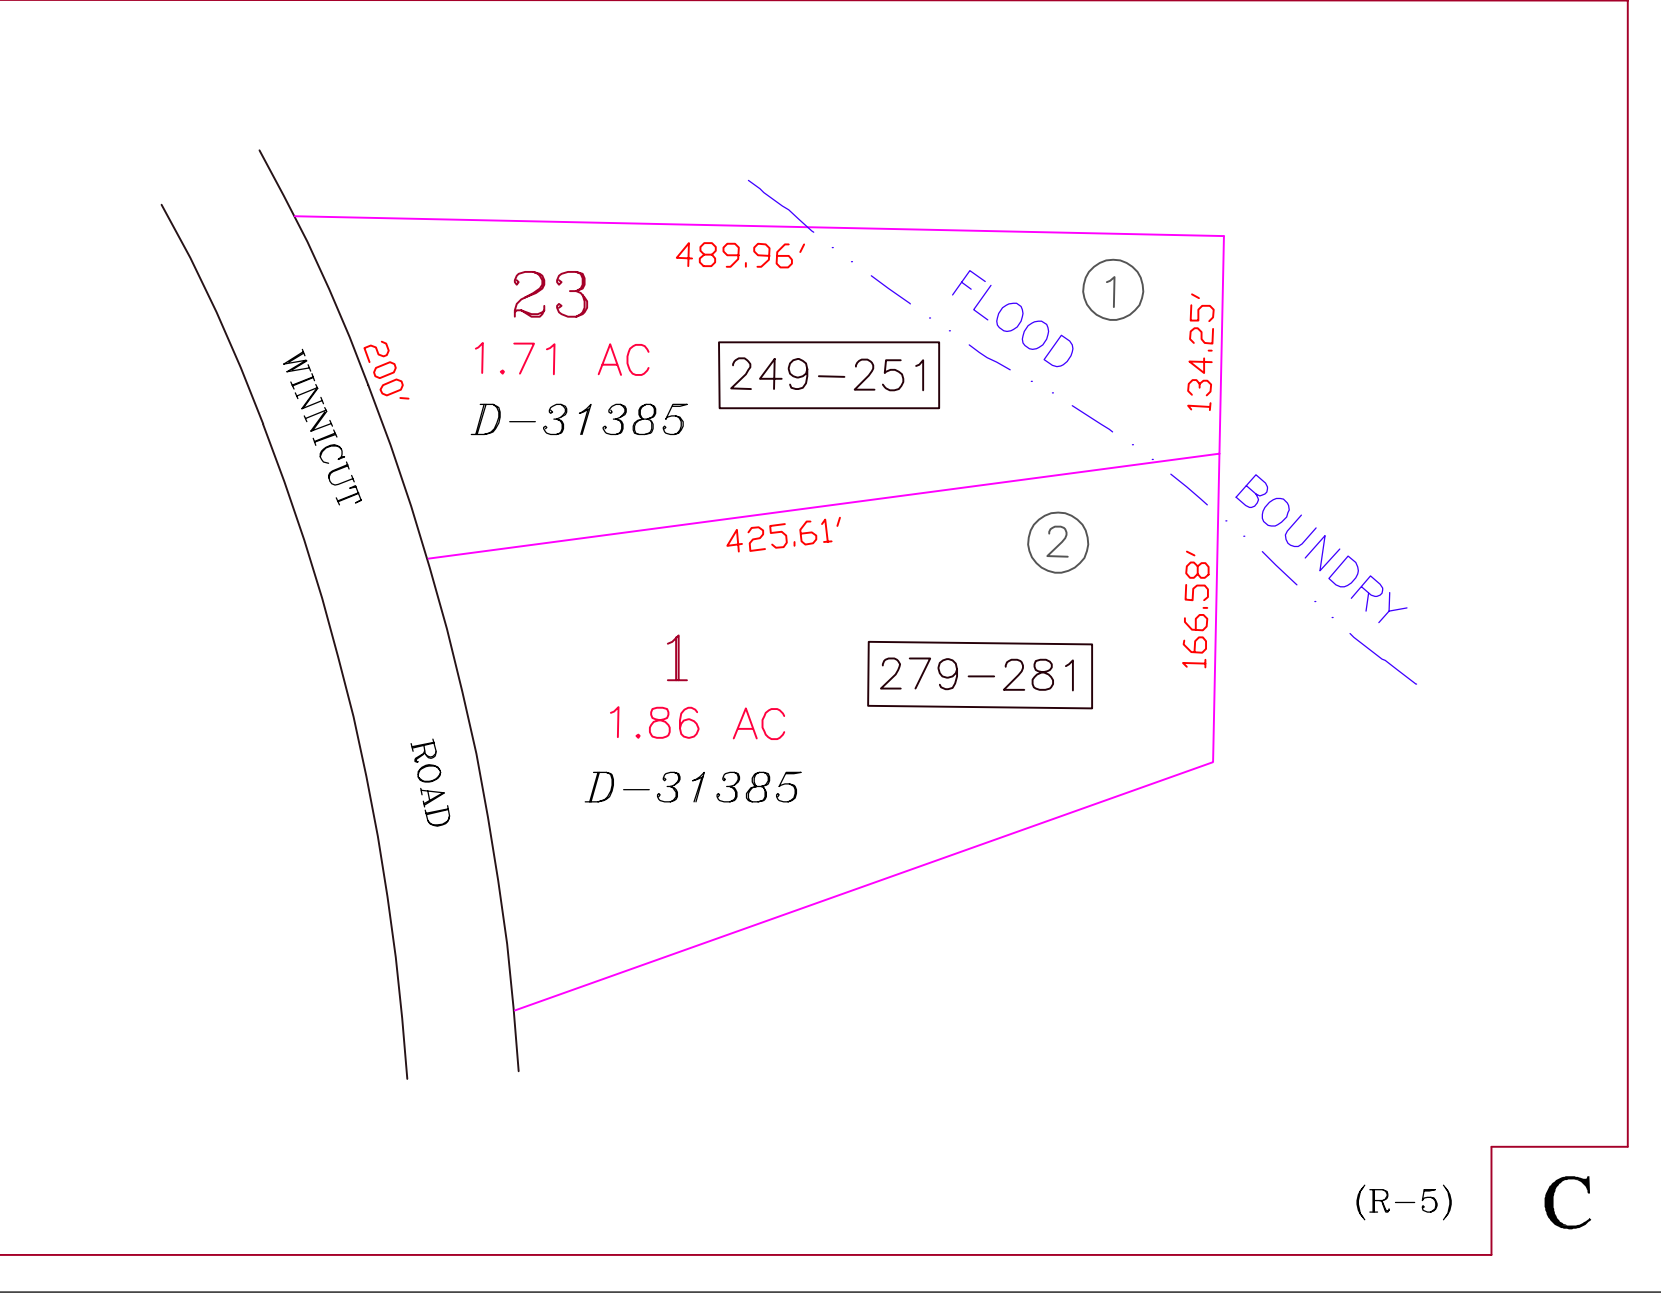 489.96'
23
1.71 AC
D-31385
249-251
200'
FLOOD
1
134.25'
WINNICUT
425.61'
2
BOUNDRY
166.58'
1
1.86 AC
D-31385
279-281
ROAD
(R-5)
C